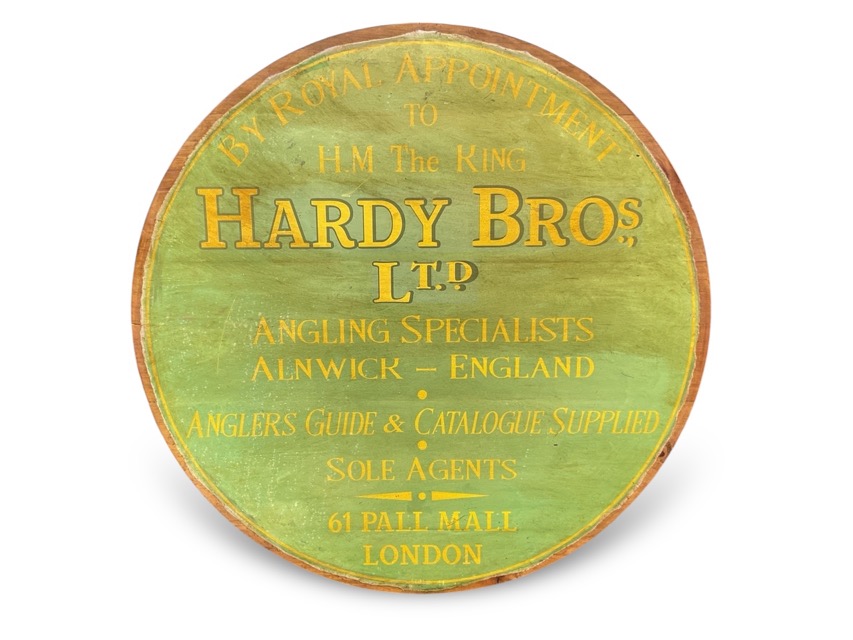 BY ROYAL APPOINTMENT
TO
H.M The KING
HARDY BROS,,
LT.D.
ANGLING SPECIALISTS
ALNWICK – ENGLAND
ANGLERS GUIDE & CATALOGUE SUPPLIED
SOLE AGENTS
61 PALL MALL
LONDON